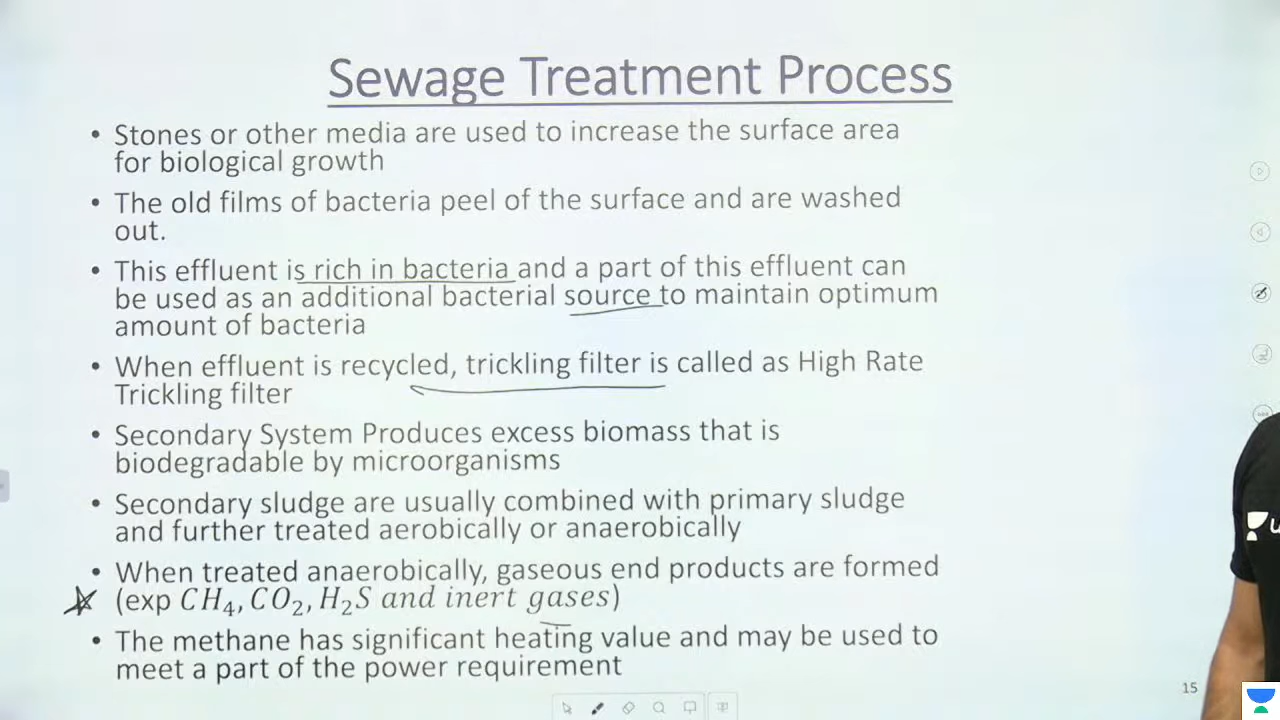 Sewage Treatment Process
• Stones or other media are used to increase the surface area
for biological growth
• The old films of bacteria peel of the surface and are washed
out.
• This effluent is rich in bacteria and a part of this effluent can
be used as an additional bacterial source to maintain optimum
amount of bacteria
• When effluent is recycled, trickling filter is called as High Rate
Trickling filter
• Secondary System Produces excess biomass that is
biodegradable by microorganisms
• Secondary sludge are usually combined with primary sludge
and further treated aerobically or anaerobically
• When treated anaerobically, gaseous end products are formed
(exp CH₄, CO₂, H₂S and inert gases)
• The methane has significant heating value and may be used to
meet a part of the power requirement
15